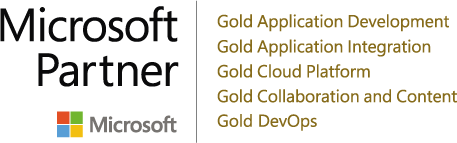 Microsoft
Partner
Microsoft
Gold Application Development
Gold Application Integration
Gold Cloud Platform
Gold Collaboration and Content
Gold DevOps